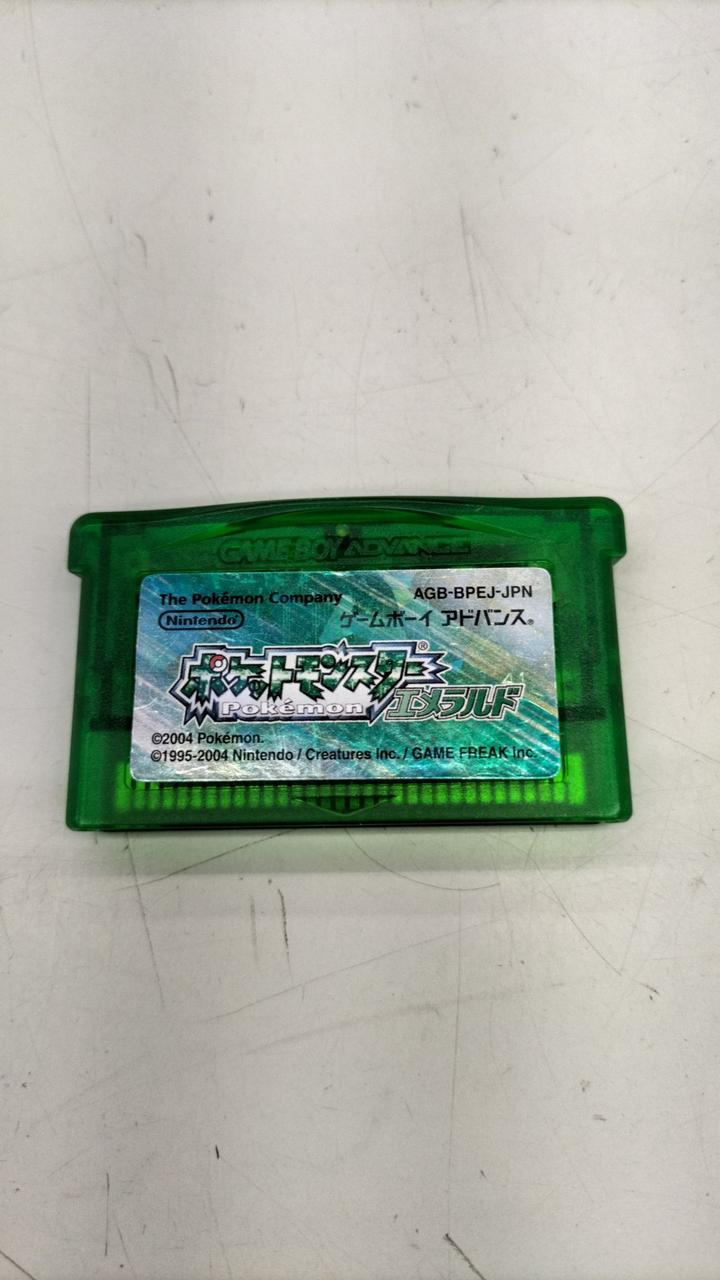 GAME BOY ADVANCE
The Pokémon Company AGB-BPEJ-JPN
Nintendo® ゲームボーイ アドバンス®
ポケットモンスター®
Pokémon エメラルド
©2004 Pokémon.
©1995-2004 Nintendo / Creatures inc. / GAME FREAK inc.